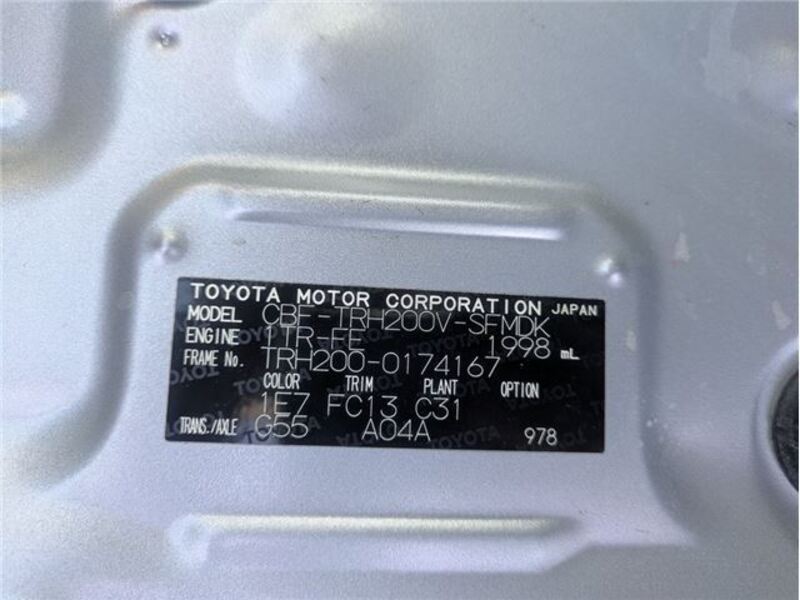 TOYOTA MOTOR CORPORATION JAPAN
MODEL CBF-TRH200V-SFMDK
ENGINE 1TR-FE 1998 mL
FRAME No. TRH200-0174167
COLOR TRIM PLANT OPTION
1E7 FC13 C31
TRANS./AXLE G55 A04A 978